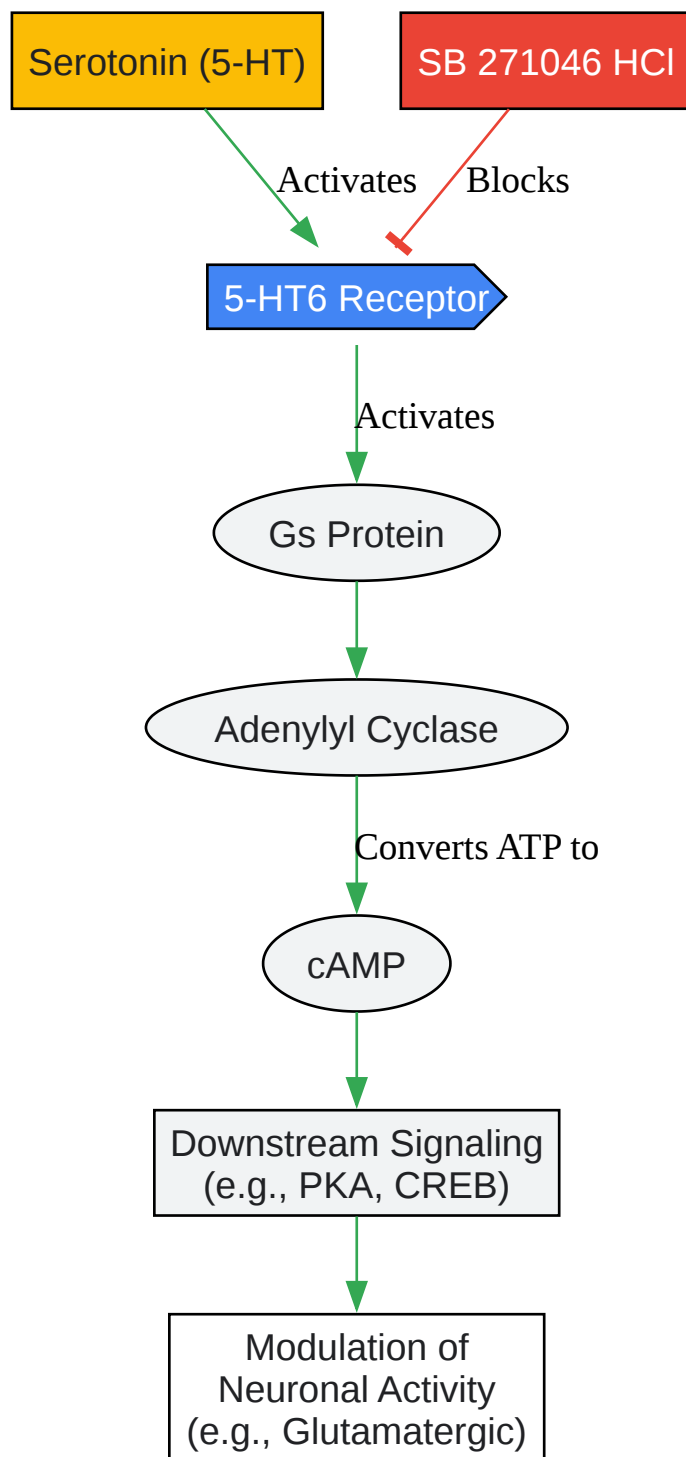 Serotonin (5-HT)
SB 271046 HCl
Activates
Blocks
5-HT6 Receptor
Activates
Gs Protein
Adenylyl Cyclase
Converts ATP to
cAMP
Downstream Signaling
(e.g., PKA, CREB)
Modulation of
Neuronal Activity
(e.g., Glutamatergic)